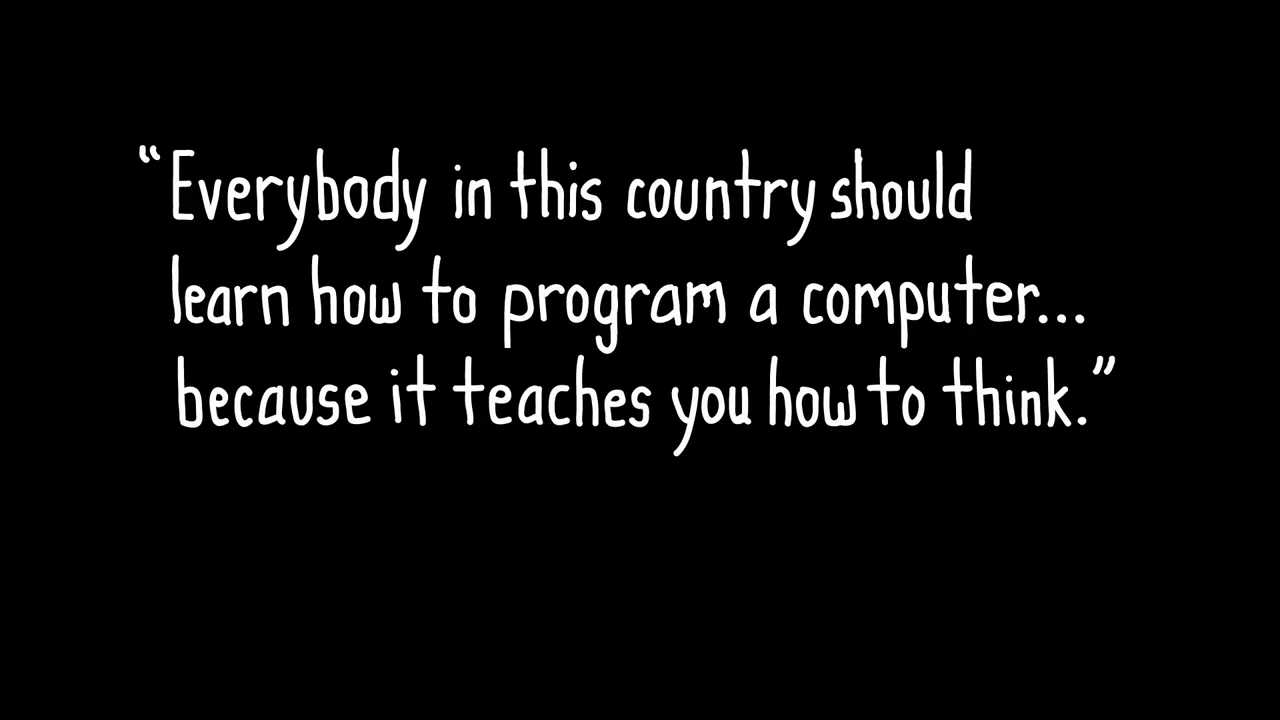 “Everybody in this country should
learn how to program a computer...
because it teaches you how to think.”